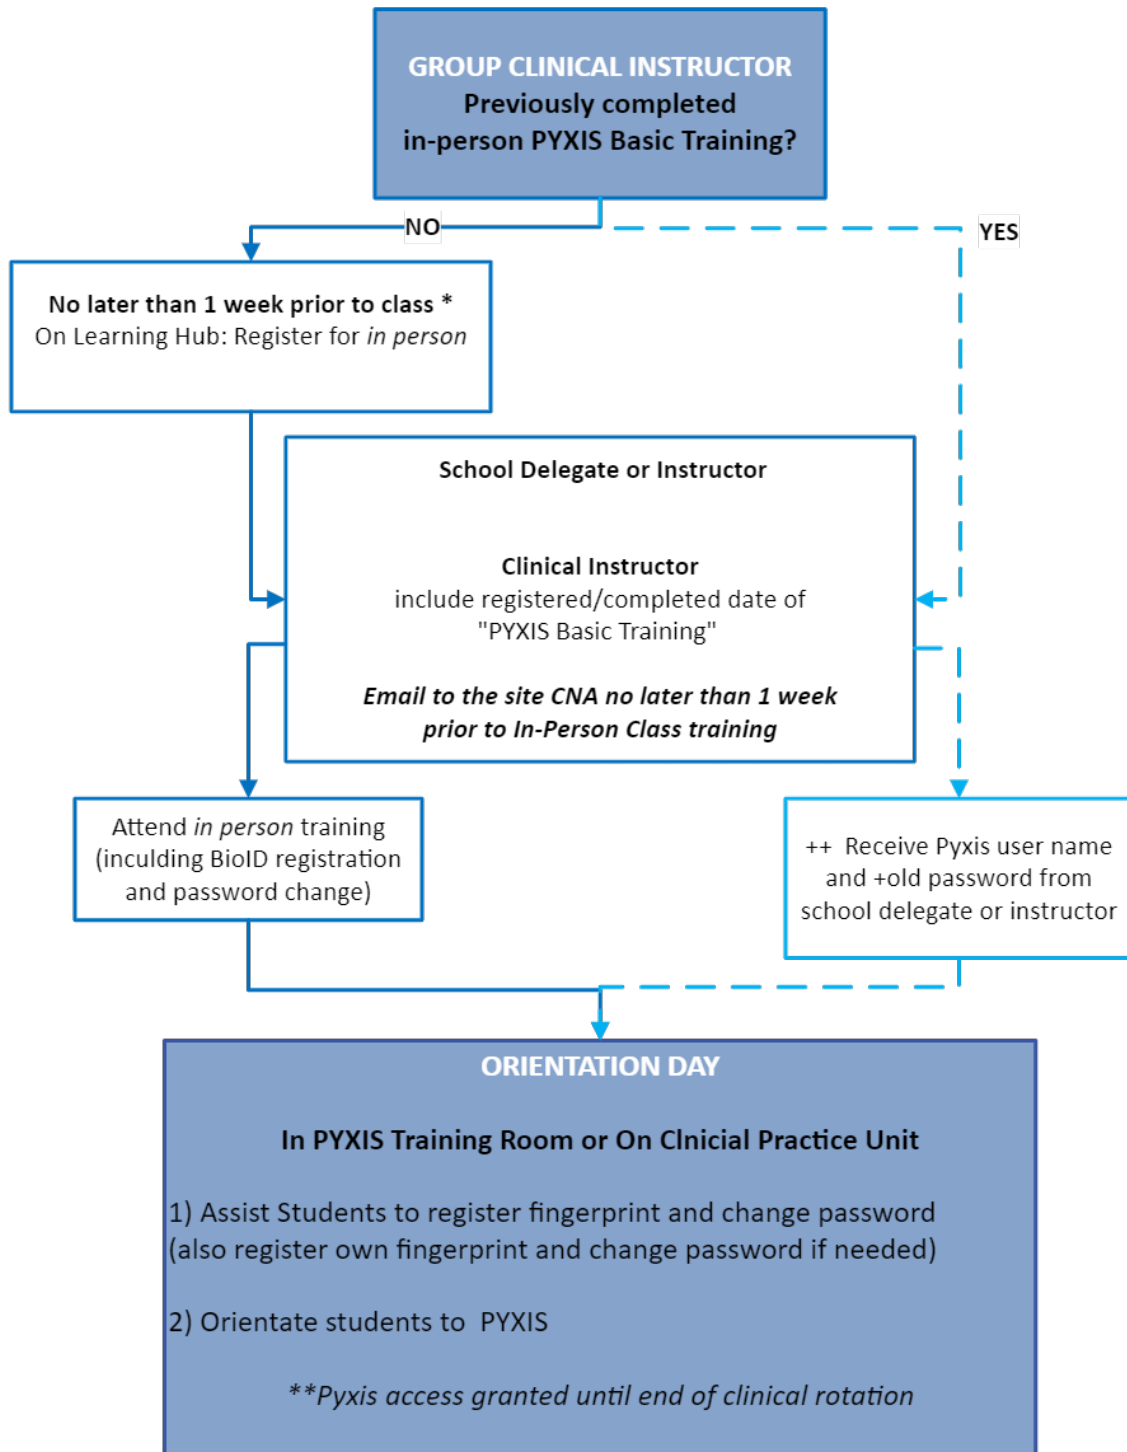 GROUP CLINICAL INSTRUCTOR
Previously completed
in-person PYXIS Basic Training?
NO
YES
No later than 1 week prior to class *
On Learning Hub: Register for in person
School Delegate or Instructor
Clinical Instructor
include registered/completed date of
"PYXIS Basic Training"
Email to the site CNA no later than 1 week
prior to In-Person Class training
Attend in person training
(inculding BioID registration
and password change)
++ Receive Pyxis user name
and +old password from
school delegate or instructor
ORIENTATION DAY
In PYXIS Training Room or On Clnicial Practice Unit
1) Assist Students to register fingerprint and change password
(also register own fingerprint and change password if needed)
2) Orientate students to PYXIS
**Pyxis access granted until end of clinical rotation